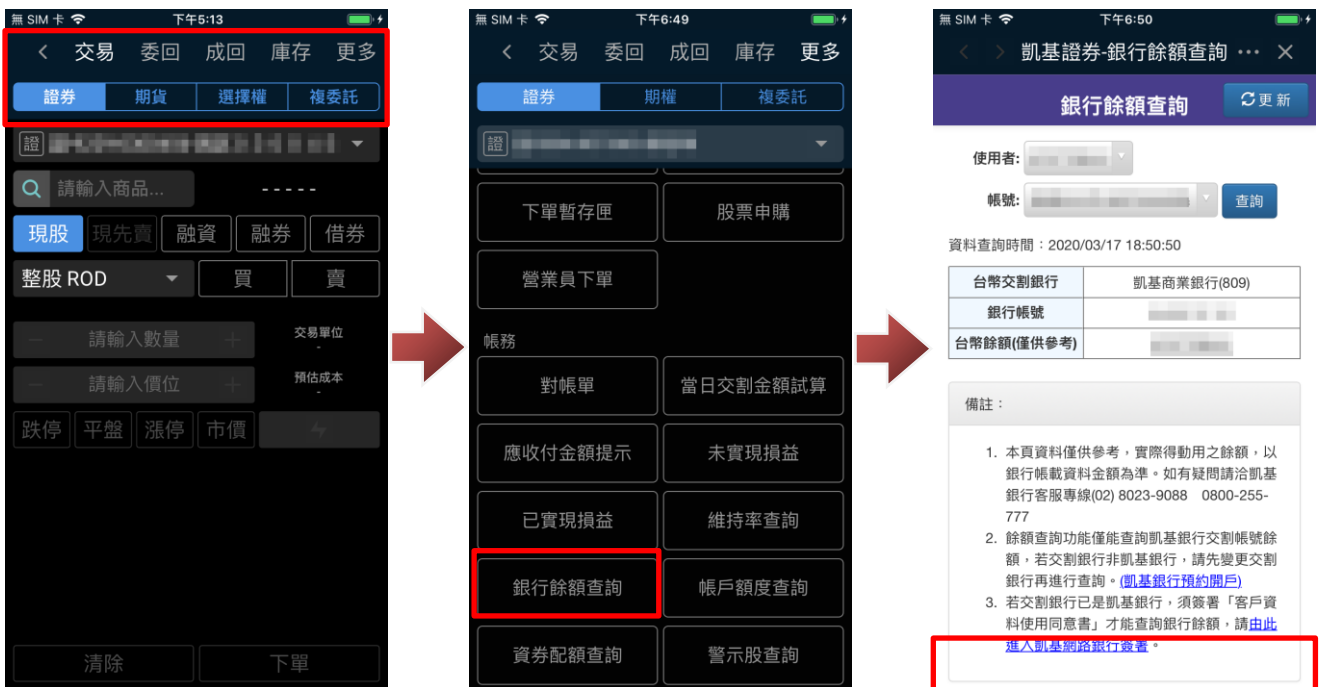 無 SIM 卡
下午5:13
交易 委回 成回 庫存 更多
證券 期貨 選擇權 複委託
證
請輸入商品... - - - - -
現股 現先賣 融資 融券 借券
整股 ROD 買 賣
請輸入數量 交易單位
-
請輸入價位 預估成本
-
跌停 平盤 漲停 市價
清除 下單
無 SIM 卡
下午6:49
交易 委回 成回 庫存 更多
證券 期權 複委託
證
下單暫存匣 股票申購
營業員下單
帳務
對帳單 當日交割金額試算
應收付金額提示 未實現損益
已實現損益 維持率查詢
銀行餘額查詢 帳戶額度查詢
資券配額查詢 警示股查詢
無 SIM 卡
下午6:50
凱基證券-銀行餘額查詢 ···
銀行餘額查詢 更新
使用者:
帳號: 查詢
資料查詢時間：2020/03/17 18:50:50
台幣交割銀行 凱基商業銀行(809)
銀行帳號
台幣餘額(僅供參考)
備註：
1. 本頁資料僅供參考，實際得動用之餘額，以
銀行帳載資料金額為準。如有疑問請洽凱基
銀行客服專線(02) 8023-9088 0800-255-
777
2. 餘額查詢功能僅能查詢凱基銀行交割帳號餘
額，若交割銀行非凱基銀行，請先變更交割
銀行再進行查詢。(凱基銀行預約開戶)
3. 若交割銀行已是凱基銀行，須簽署「客戶資
料使用同意書」才能查詢銀行餘額，請由此
進入凱基網路銀行簽署。